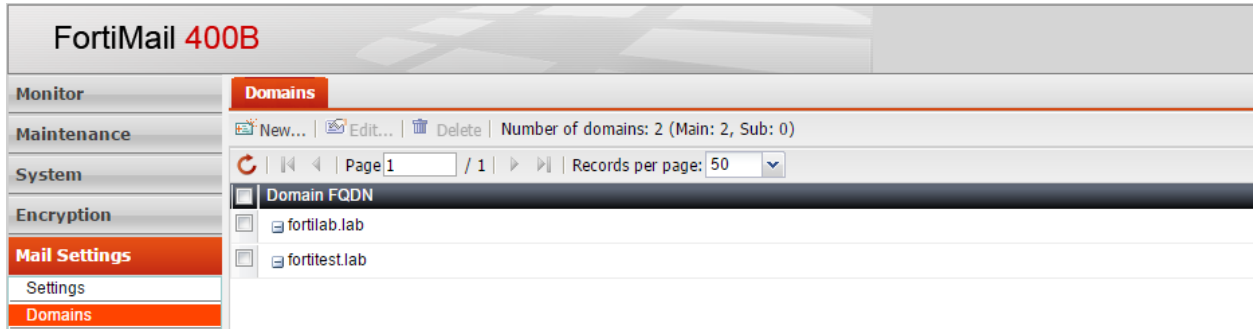 FortiMail 400B
Monitor
Maintenance
System
Encryption
Mail Settings
Settings
Domains
Domains
New... | Edit... | Delete | Number of domains: 2 (Main: 2, Sub: 0)
Page 1 / 1 | Records per page: 50
Domain FQDN
fortilab.lab
fortitest.lab